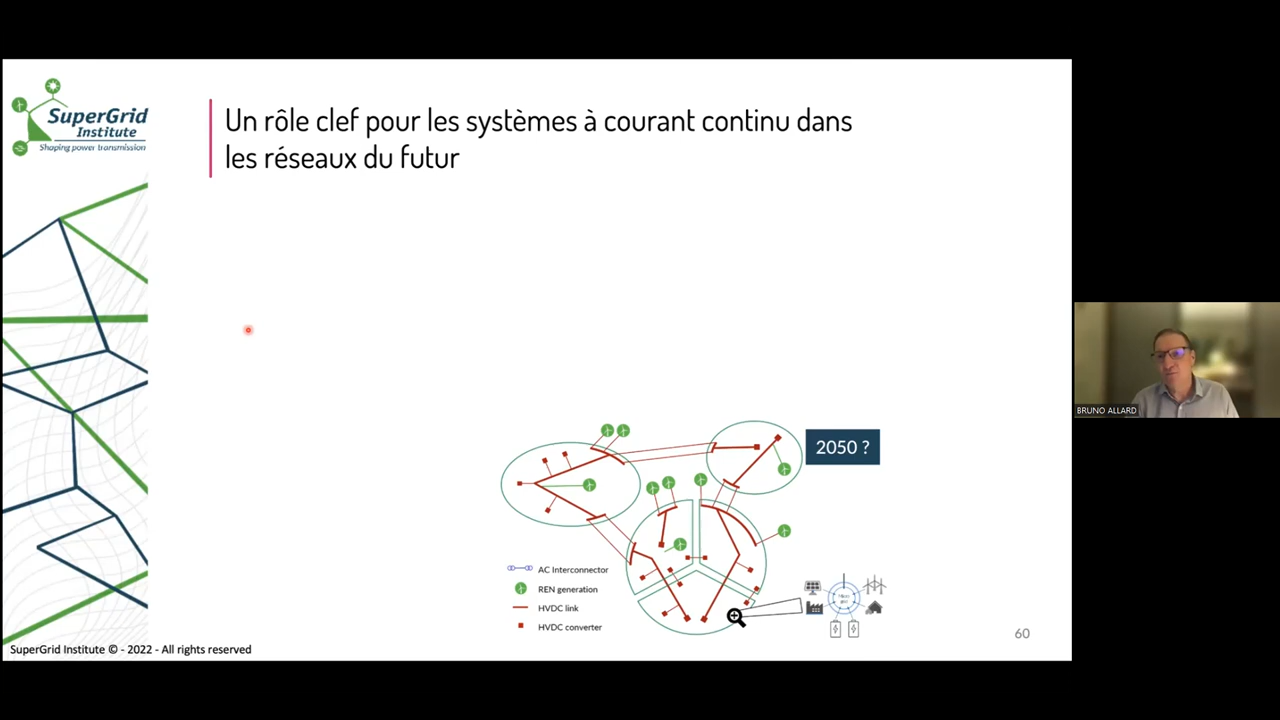 SuperGrid
Institute
Shaping power transmission
Un rôle clef pour les systèmes à courant continu dans
les réseaux du futur
2050 ?
AC Interconnector
REN generation
HVDC link
HVDC converter
60
SuperGrid Institute © - 2022 - All rights reserved
BRUNO ALLARD